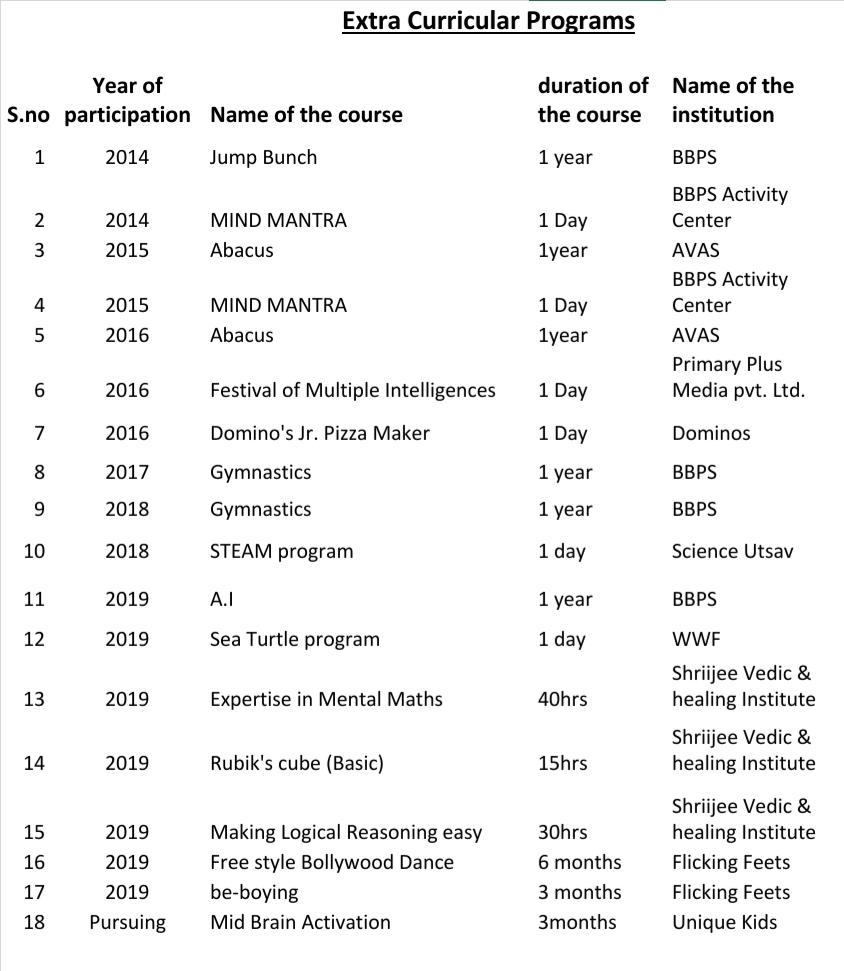 Extra Curricular Programs
S.no Year of participation Name of the course duration of the course Name of the institution
1 2014 Jump Bunch 1 year BBPS
2 2014 MIND MANTRA 1 Day BBPS Activity Center
3 2015 Abacus 1year AVAS
4 2015 MIND MANTRA 1 Day BBPS Activity Center
5 2016 Abacus 1year AVAS
6 2016 Festival of Multiple Intelligences 1 Day Primary Plus Media pvt. Ltd.
7 2016 Domino's Jr. Pizza Maker 1 Day Dominos
8 2017 Gymnastics 1 year BBPS
9 2018 Gymnastics 1 year BBPS
10 2018 STEAM program 1 day Science Utsav
11 2019 A.I 1 year BBPS
12 2019 Sea Turtle program 1 day WWF
13 2019 Expertise in Mental Maths 40hrs Shriijee Vedic & healing Institute
14 2019 Rubik's cube (Basic) 15hrs Shriijee Vedic & healing Institute
15 2019 Making Logical Reasoning easy 30hrs Shriijee Vedic & healing Institute
16 2019 Free style Bollywood Dance 6 months Flicking Feets
17 2019 be-boying 3 months Flicking Feets
18 Pursuing Mid Brain Activation 3months Unique Kids